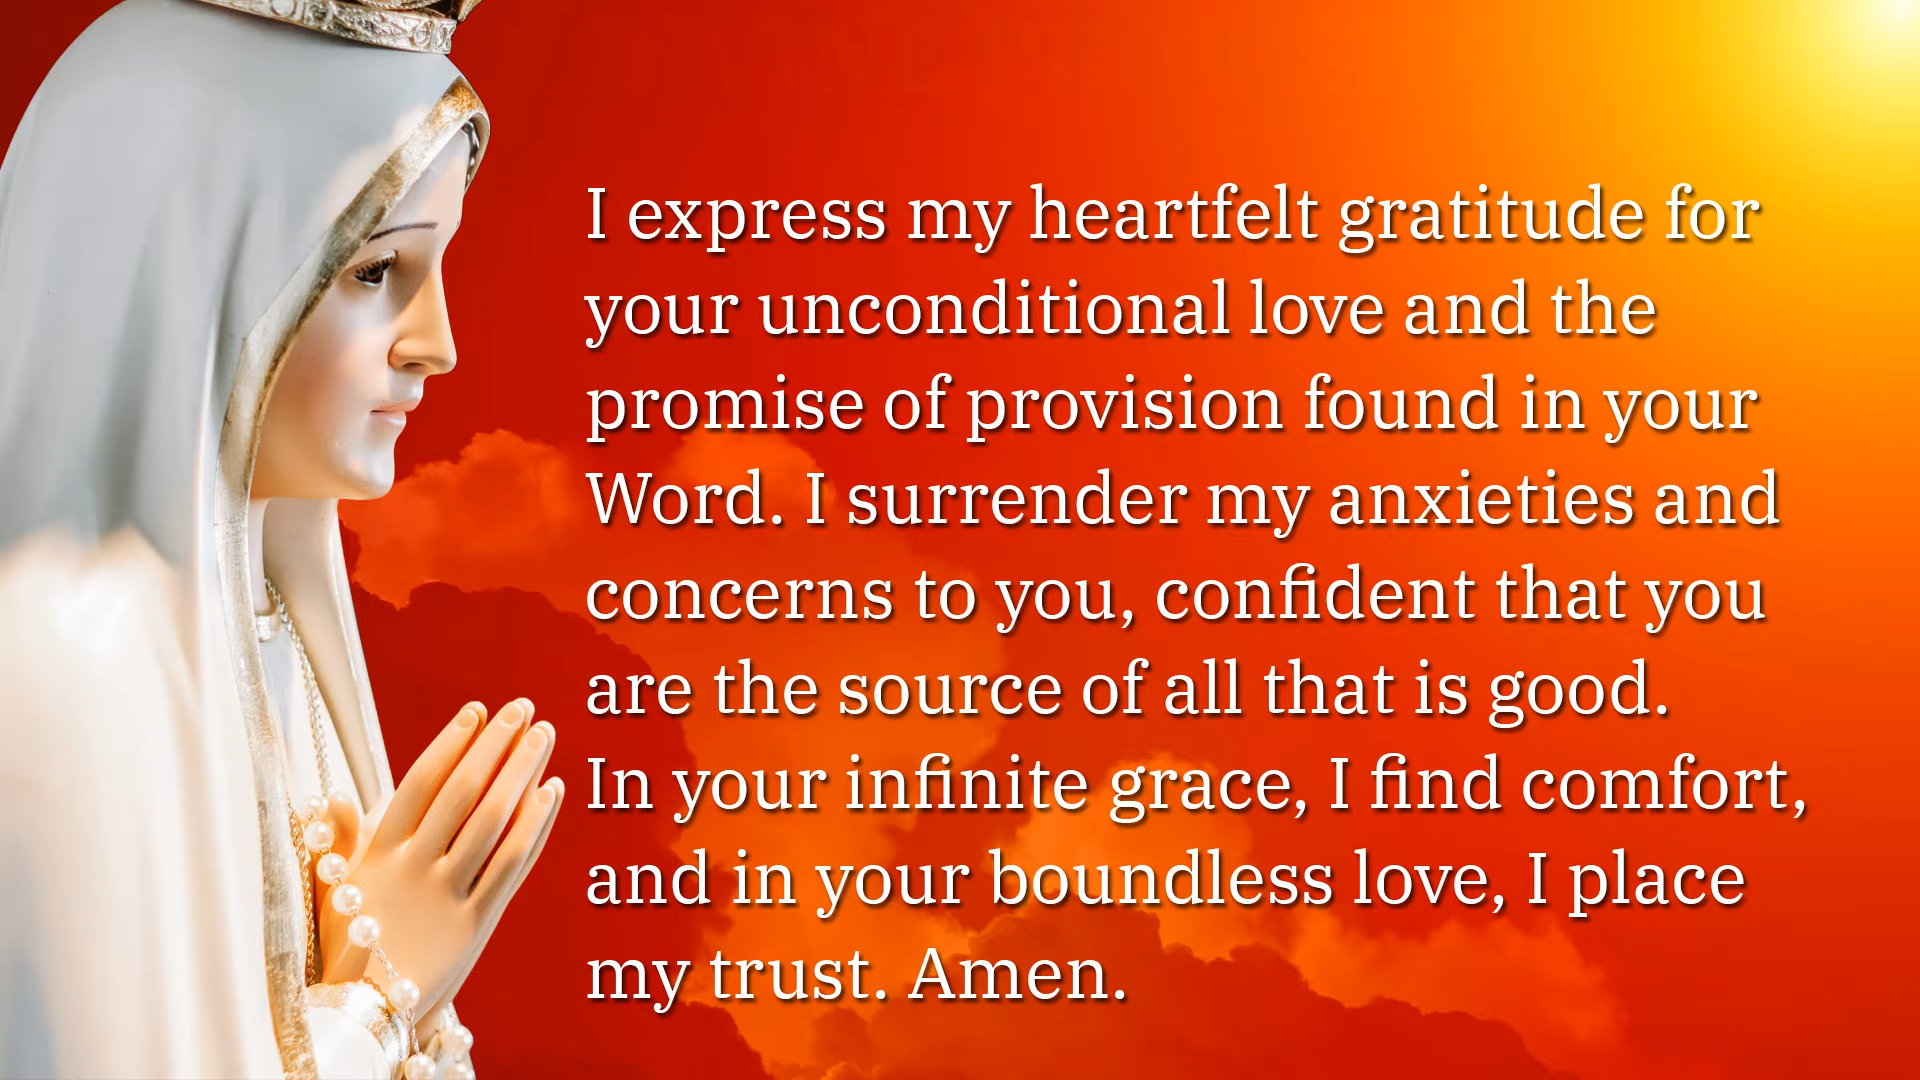 I express my heartfelt gratitude for
your unconditional love and the
promise of provision found in your
Word. I surrender my anxieties and
concerns to you, confident that you
are the source of all that is good.
In your infinite grace, I find comfort,
and in your boundless love, I place
my trust. Amen.